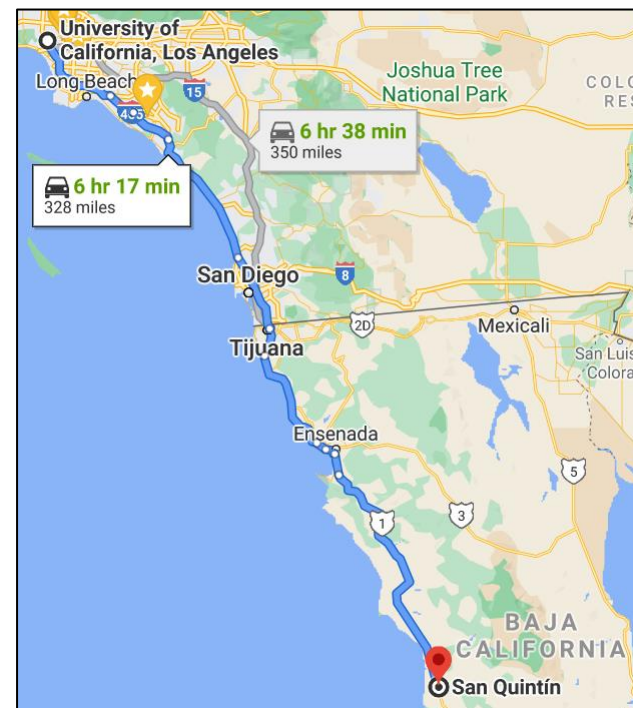 University of
California, Los Angeles
Long Beach
15
405
Joshua Tree
National Park
COLO
RES
6 hr 38 min
350 miles
6 hr 17 min
328 miles
San Diego
8
Tijuana
2D
Mexicali
San Luis
Colora
Ensenada
5
1
3
BAJA
CALIFORNIA
San Quintín